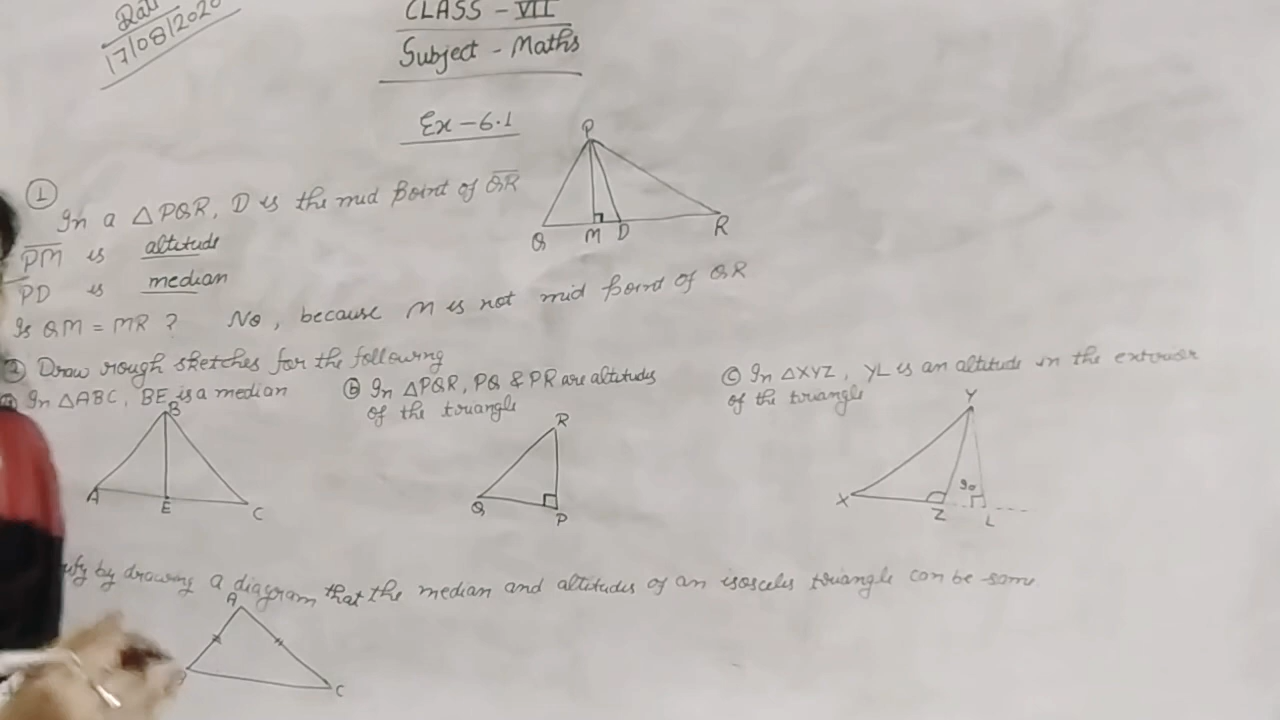 17/08/2020
CLASS - VII
Subject - Maths
Ex - 6.1
P
Q M D R
①
In a △PQR, D is the mid point of QR
PM is altitude
PD is median
Is QM = MR ? No, because M is not mid point of QR
② Draw rough sketches for the following
In △ABC, BE is a median
B
A E C
ⓑ In △PQR, PQ & PR are altitudes
of the triangle
R
Q P
ⓒ In △XYZ, YL is an altitude in the exterior
of the triangle
Y
X Z 90 L
by drawing a diagram that the median and altitudes of an isosceles triangle can be same
A
C